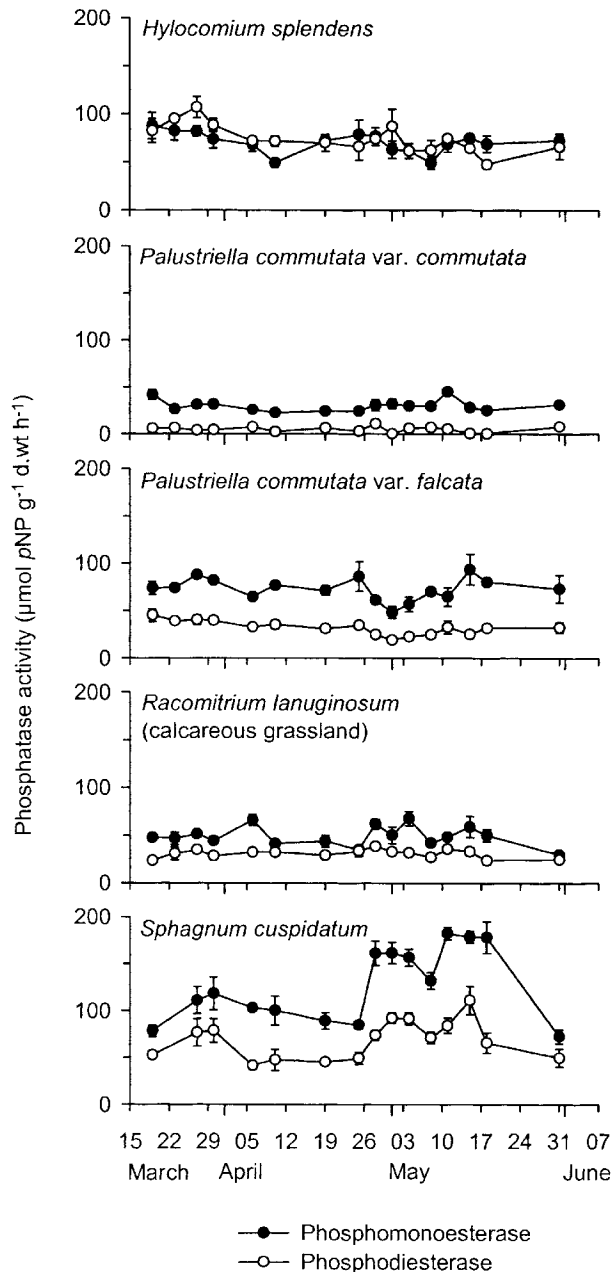 Phosphatase activity (µmol pNP g-1 d.wt h-1)
Hylocomium splendens
200
100
0
Palustriella commutata var. commutata
200
100
0
Palustriella commutata var. falcata
200
100
0
Racomitrium lanuginosum
(calcareous grassland)
200
100
0
Sphagnum cuspidatum
200
100
0
15 22 29 05 12 19 26 03 10 17 24 31 07
March April May June
Phosphomonoesterase
Phosphodiesterase